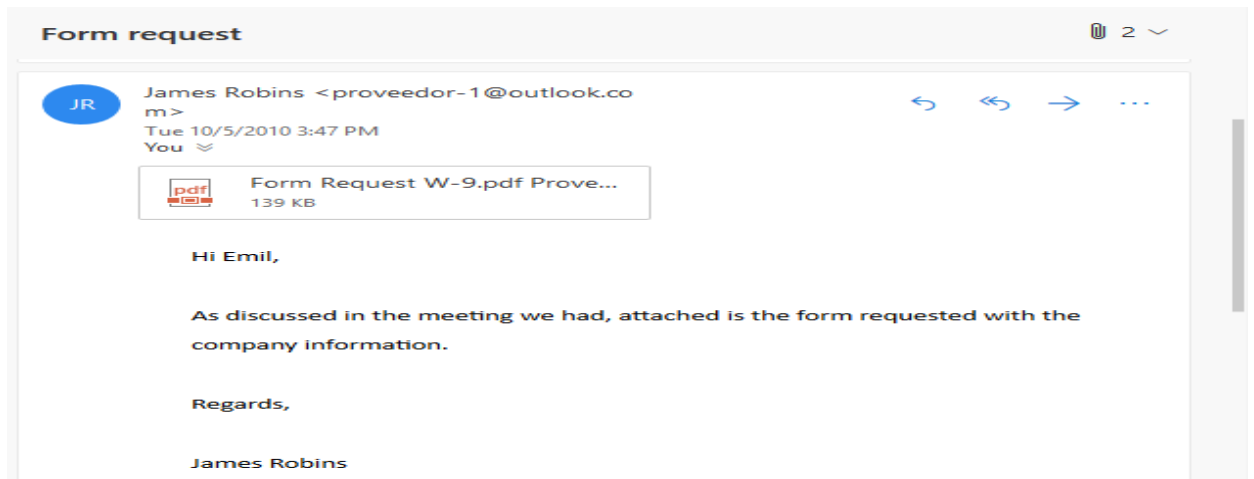 Form request
2
JR
James Robins <proveedor-1@outlook.co
m>
Tue 10/5/2010 3:47 PM
You
pdf
Form Request W-9.pdf Prove...
139 KB
Hi Emil,
As discussed in the meeting we had, attached is the form requested with the
company information.
Regards,
James Robins